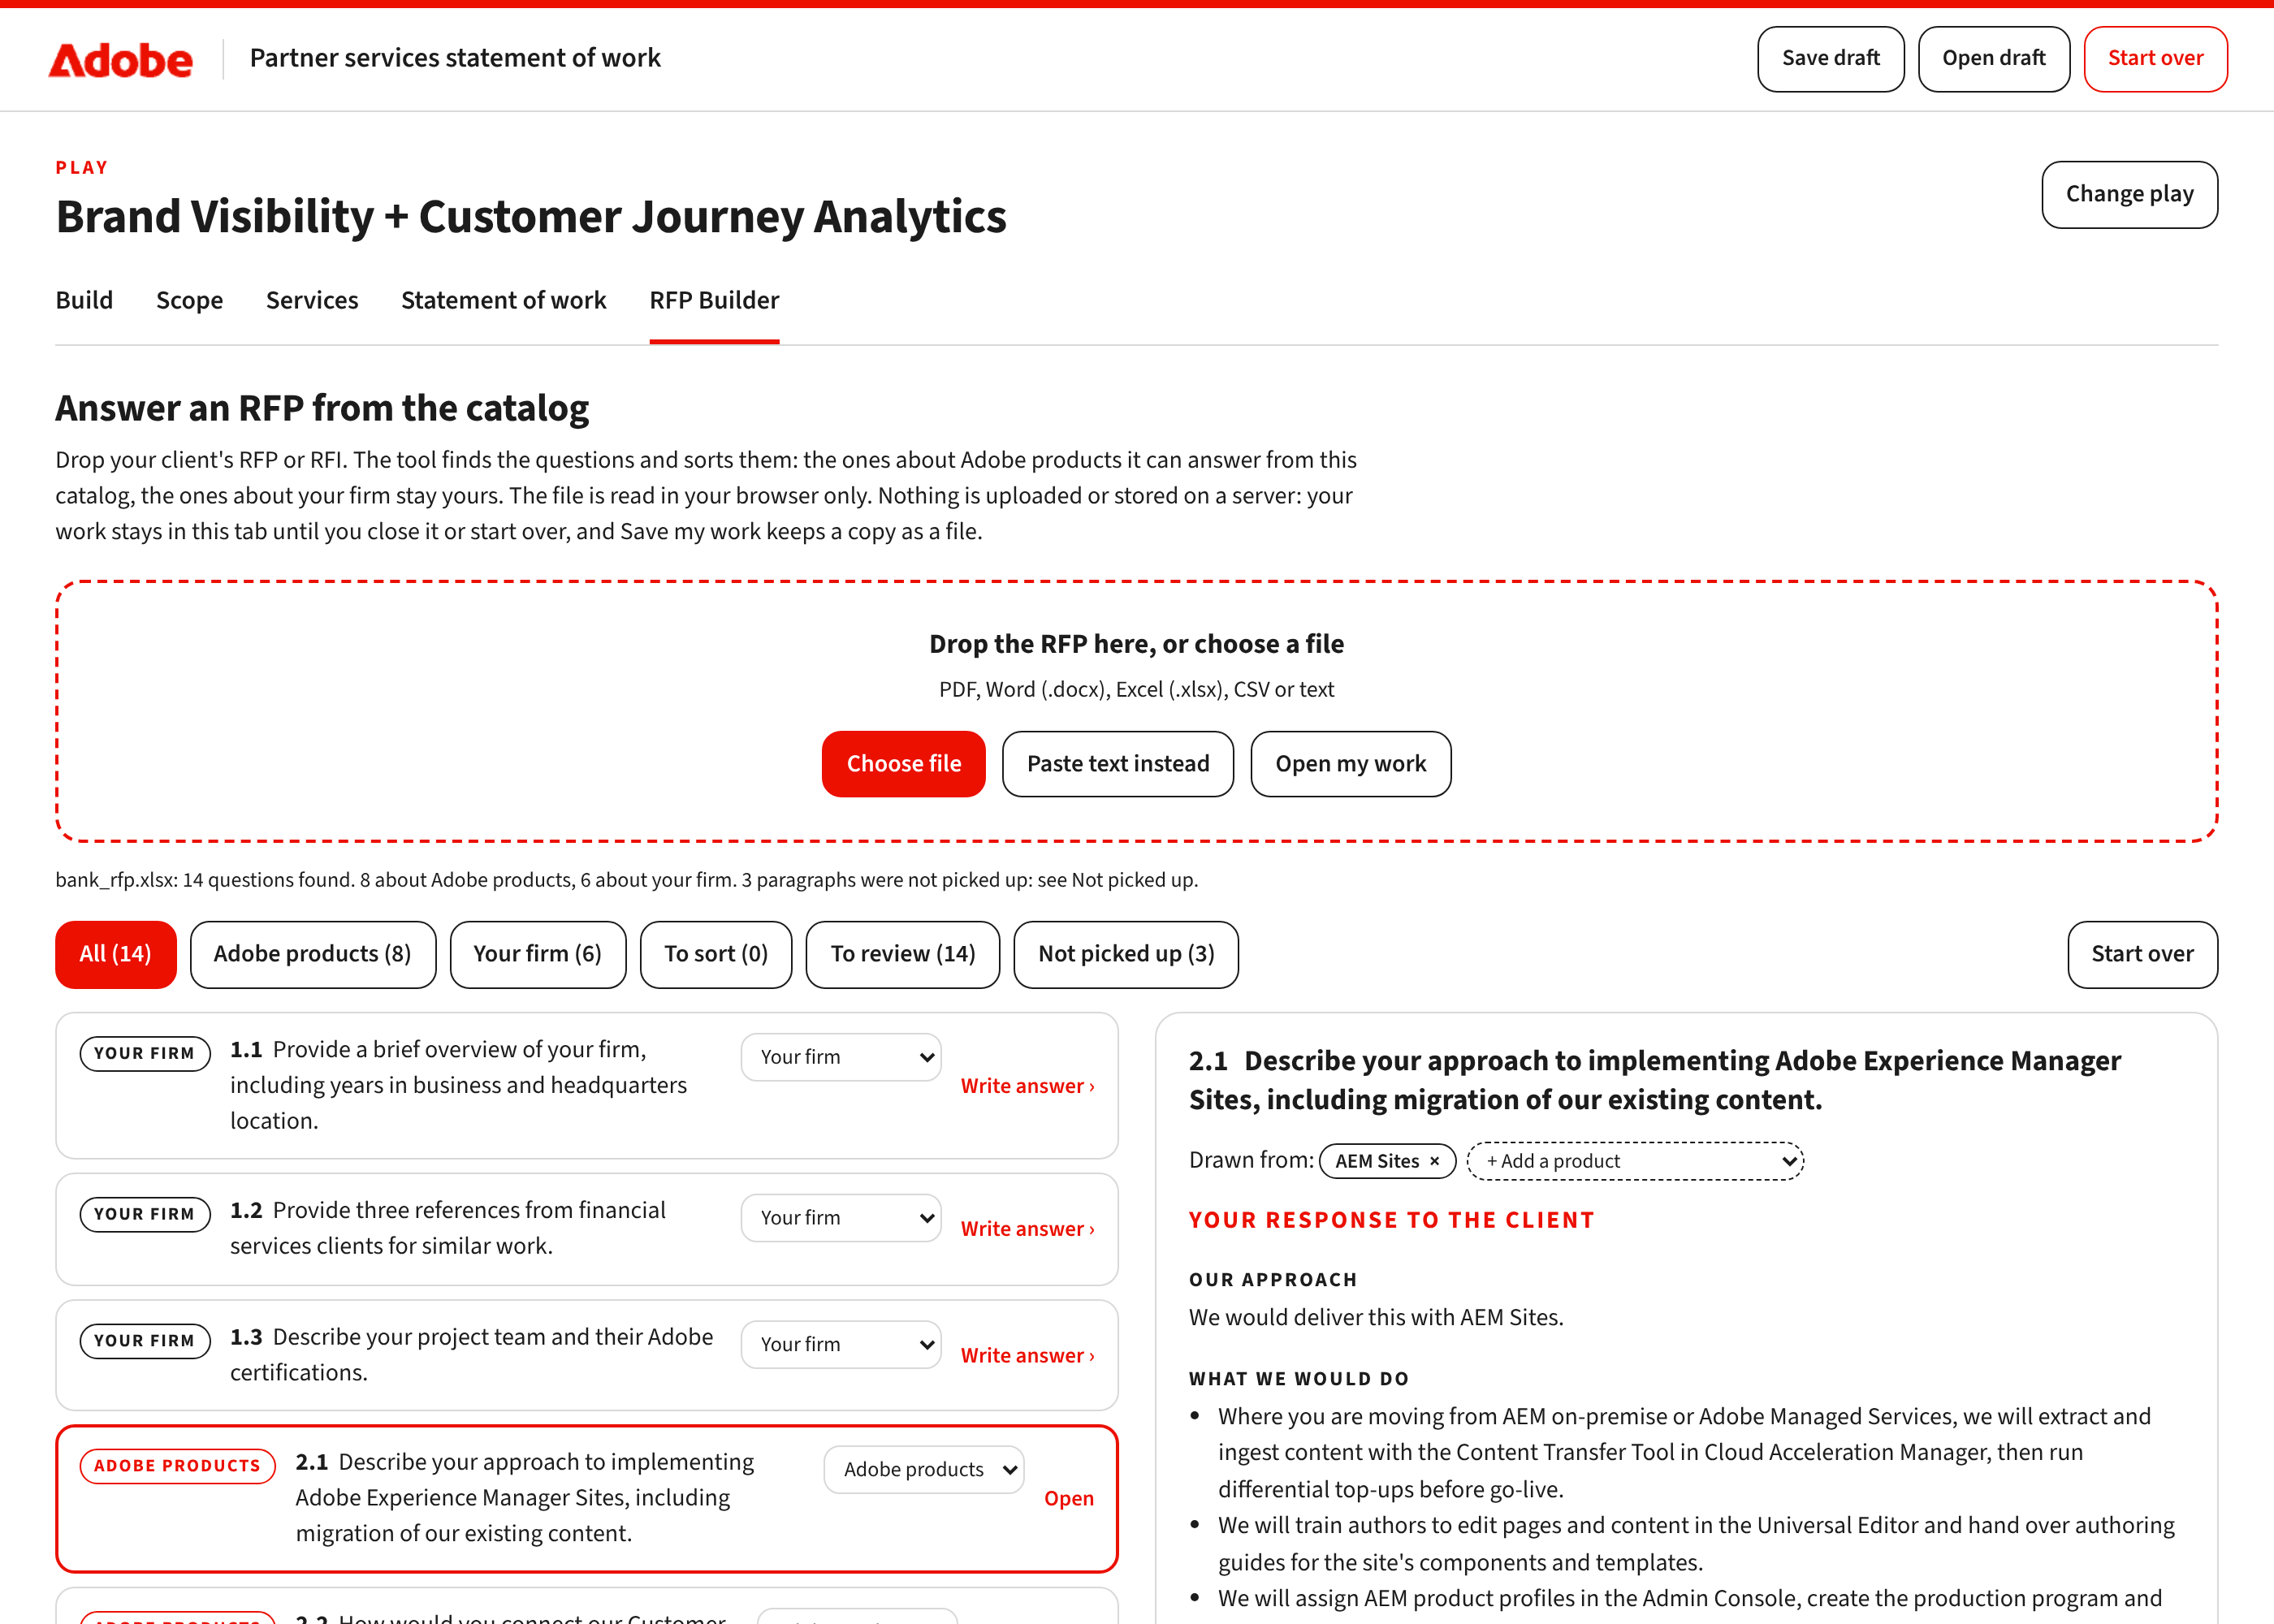 Adobe
Partner services statement of work
Save draft
Open draft
Start over
PLAY
Brand Visibility + Customer Journey Analytics
Change play
Build
Scope
Services
Statement of work
RFP Builder
Answer an RFP from the catalog
Drop your client's RFP or RFI. The tool finds the questions and sorts them: the ones about Adobe products it can answer from this
catalog, the ones about your firm stay yours. The file is read in your browser only. Nothing is uploaded or stored on a server: your
work stays in this tab until you close it or start over, and Save my work keeps a copy as a file.
Drop the RFP here, or choose a file
PDF, Word (.docx), Excel (.xlsx), CSV or text
Choose file
Paste text instead
Open my work
bank_rfp.xlsx: 14 questions found. 8 about Adobe products, 6 about your firm. 3 paragraphs were not picked up: see Not picked up.
All (14)
Adobe products (8)
Your firm (6)
To sort (0)
To review (14)
Not picked up (3)
Start over
YOUR FIRM
1.1 Provide a brief overview of your firm,
including years in business and headquarters
location.
Your firm
Write answer ›
YOUR FIRM
1.2 Provide three references from financial
services clients for similar work.
Your firm
Write answer ›
YOUR FIRM
1.3 Describe your project team and their Adobe
certifications.
Your firm
Write answer ›
ADOBE PRODUCTS
2.1 Describe your approach to implementing
Adobe Experience Manager Sites, including
migration of our existing content.
Adobe products
Open
2.2 How would you connect our Customer
2.1 Describe your approach to implementing Adobe Experience Manager
Sites, including migration of our existing content.
Drawn from:
AEM Sites ×
+ Add a product
YOUR RESPONSE TO THE CLIENT
OUR APPROACH
We would deliver this with AEM Sites.
WHAT WE WOULD DO
• Where you are moving from AEM on-premise or Adobe Managed Services, we will extract and
ingest content with the Content Transfer Tool in Cloud Acceleration Manager, then run
differential top-ups before go-live.
• We will train authors to edit pages and content in the Universal Editor and hand over authoring
guides for the site's components and templates.
• We will assign AEM product profiles in the Admin Console, create the production program and